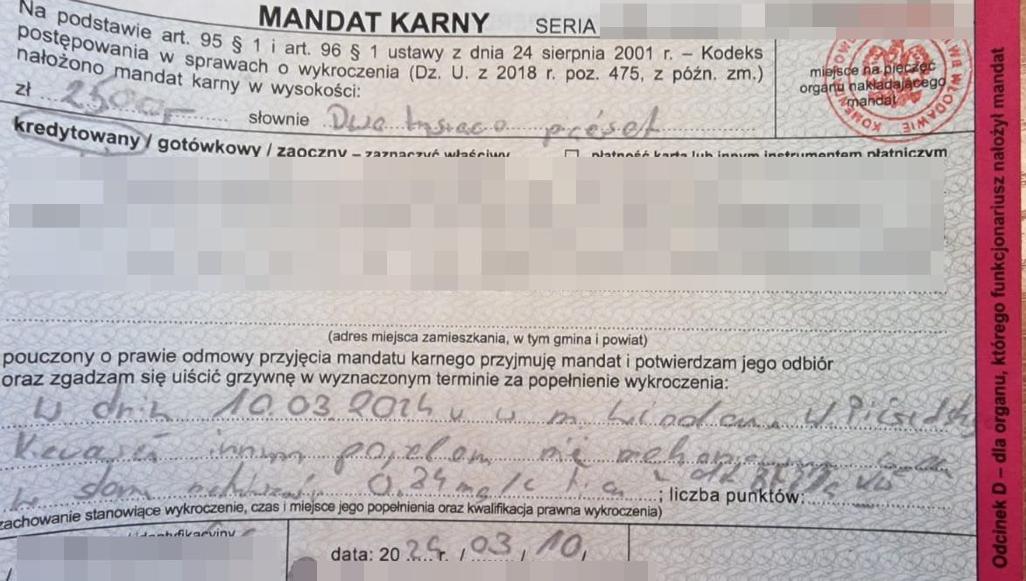 MANDAT KARNY SERIA
Na podstawie art. 95 § 1 i art. 96 § 1 ustawy z dnia 24 sierpnia 2001 r. – Kodeks
postępowania w sprawach o wykroczenia (Dz. U. z 2018 r. poz. 475, z późn. zm.)
nałożono mandat karny w wysokości:
miejsce na pieczęć
organu nakładającego
mandat
zł 2500,- słownie Dwa tysiące pięćset
kredytowany / gotówkowy / zaoczny – zaznaczyć właściwy płatność kartą lub innym instrumentem płatniczym
(adres miejsca zamieszkania, w tym gmina i powiat)
pouczony o prawie odmowy przyjęcia mandatu karnego przyjmuję mandat i potwierdzam jego odbiór
oraz zgadzam się uiścić grzywnę w wyznaczonym terminie za popełnienie wykroczenia:
W dniu 10 03 w m.
innym pojazdem
0,34 mg/l ; liczba punktów:
zachowanie stanowiące wykroczenie, czas i miejsce jego popełnienia oraz kwalifikacja prawna wykroczenia)
data: 20 r. / 03 / 10,
Odcinek D – dla organu, którego funkcjonariusz nałożył mandat